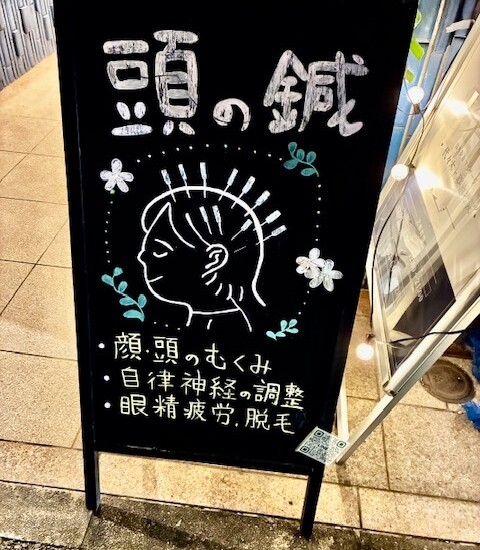 頭の鍼
・顔・頭のむくみ
・自律神経の調整
・眼精疲労.脱毛